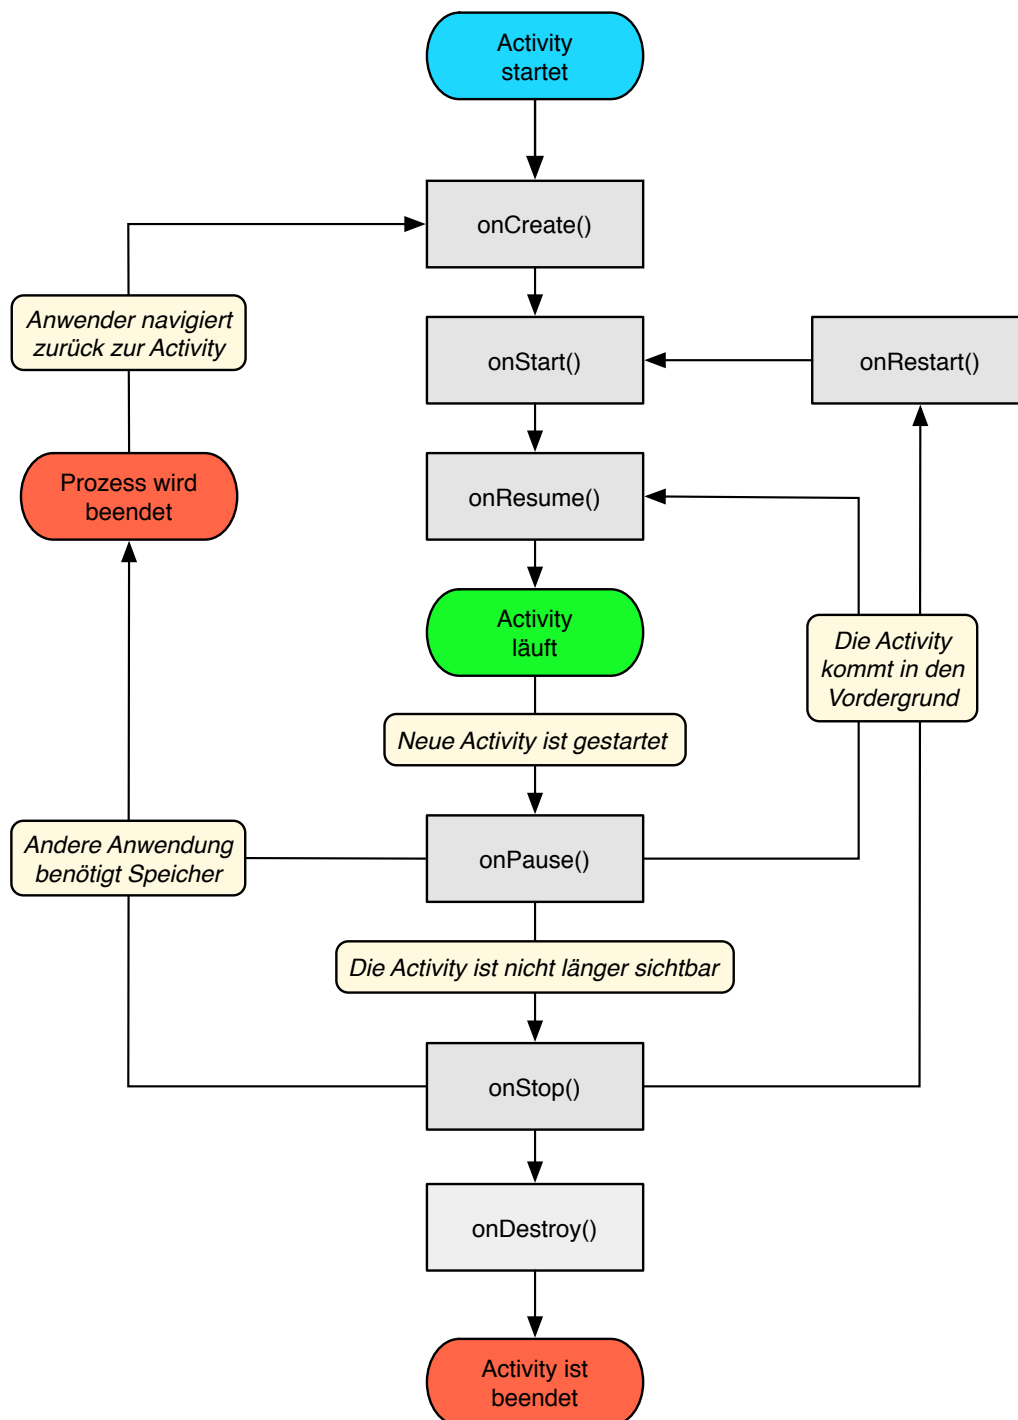 Activity
startet
onCreate()
Anwender navigiert
zurück zur Activity
onStart()
onRestart()
Prozess wird
beendet
onResume()
Activity
läuft
Die Activity
kommt in den
Vordergrund
Neue Activity ist gestartet
Andere Anwendung
benötigt Speicher
onPause()
Die Activity ist nicht länger sichtbar
onStop()
onDestroy()
Activity ist
beendet